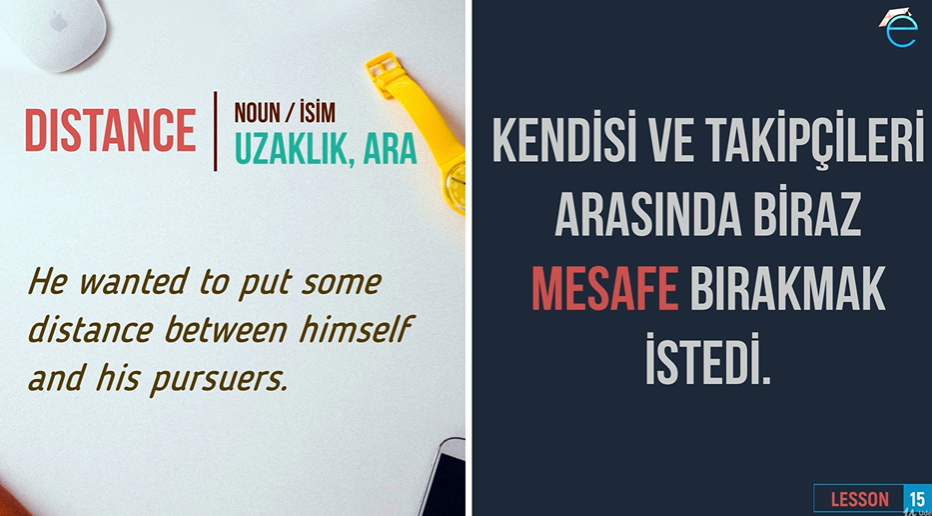 DISTANCE
NOUN / İSİM
UZAKLIK, ARA
He wanted to put some
distance between himself
and his pursuers.
KENDİSİ VE TAKİPÇİLERİ
ARASINDA BİRAZ
MESAFE BIRAKMAK
İSTEDİ.
LESSON 15